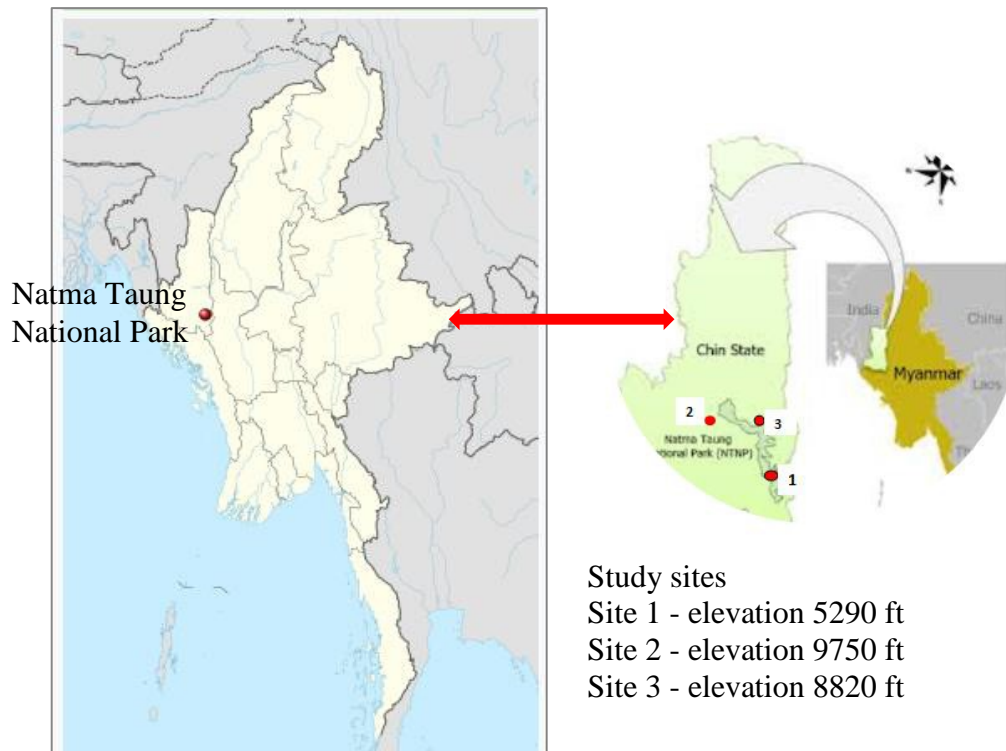 Natma Taung
National Park
India
China
Chin State
Myanmar
Laos
2
3
Natma Taung
National Park (NTNP)
1
Study sites
Site 1 - elevation 5290 ft
Site 2 - elevation 9750 ft
Site 3 - elevation 8820 ft